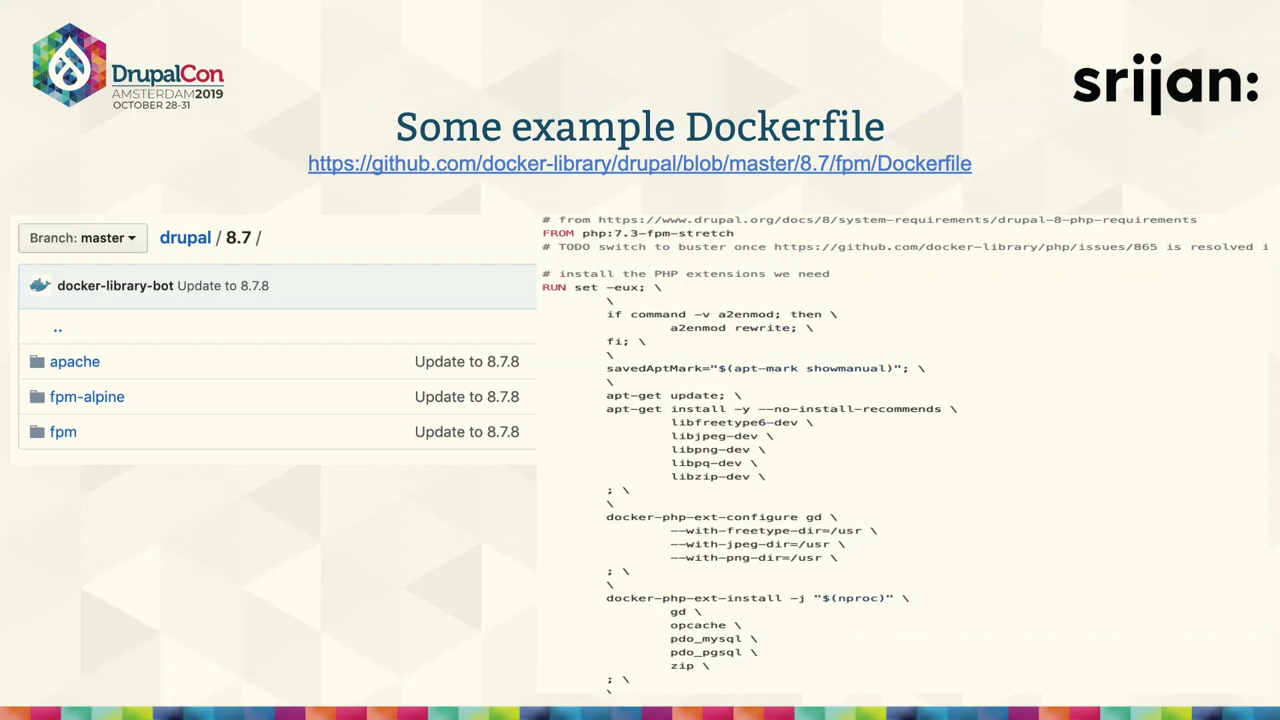 DrupalCon
AMSTERDAM2019
OCTOBER 28-31
srijan:
Some example Dockerfile
https://github.com/docker-library/drupal/blob/master/8.7/fpm/Dockerfile
Branch: master
drupal / 8.7 /
docker-library-bot Update to 8.7.8
..
apache Update to 8.7.8
fpm-alpine Update to 8.7.8
fpm Update to 8.7.8
# from https://www.drupal.org/docs/8/system-requirements/drupal-8-php-requirements
FROM php:7.3-fpm-stretch
# TODO switch to buster once https://github.com/docker-library/php/issues/865 is resolved i
# install the PHP extensions we need
RUN set -eux; \
\
if command -v a2enmod; then \
a2enmod rewrite; \
fi; \
\
savedAptMark="$(apt-mark showmanual)"; \
\
apt-get update; \
apt-get install -y --no-install-recommends \
libfreetype6-dev \
libjpeg-dev \
libpng-dev \
libpq-dev \
libzip-dev \
; \
\
docker-php-ext-configure gd \
--with-freetype-dir=/usr \
--with-jpeg-dir=/usr \
--with-png-dir=/usr \
; \
\
docker-php-ext-install -j "$(nproc)" \
gd \
opcache \
pdo_mysql \
pdo_pgsql \
zip \
; \
\